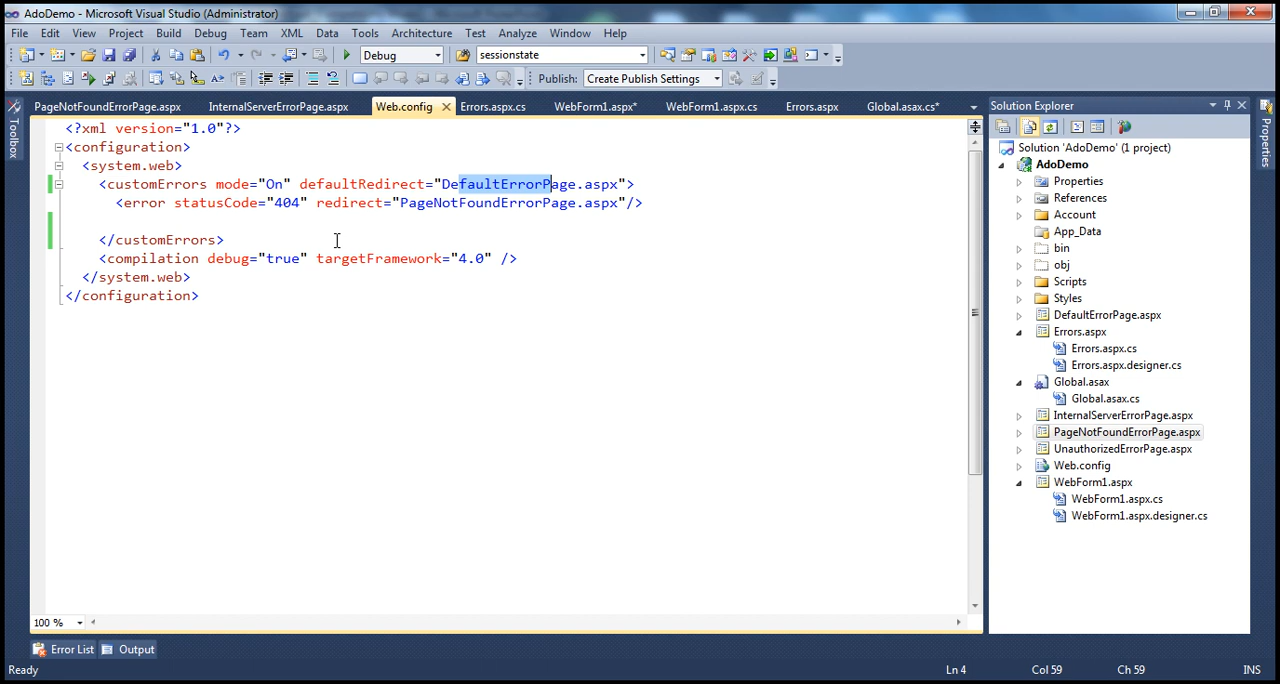 AdoDemo - Microsoft Visual Studio (Administrator)
File Edit View Project Build Debug Team XML Data Tools Architecture Test Analyze Window Help
Debug sessionstate
Publish: Create Publish Settings
PageNotFoundErrorPage.aspx InternalServerErrorPage.aspx Web.config Errors.aspx.cs WebForm1.aspx* WebForm1.aspx.cs Errors.aspx Global.asax.cs*
Toolbox
<?xml version="1.0"?>
<configuration>
<system.web>
<customErrors mode="On" defaultRedirect="DefaultErrorPage.aspx">
<error statusCode="404" redirect="PageNotFoundErrorPage.aspx"/>
</customErrors>
<compilation debug="true" targetFramework="4.0" />
</system.web>
</configuration>
100 %
Solution Explorer
Solution 'AdoDemo' (1 project)
AdoDemo
Properties
References
Account
App_Data
bin
obj
Scripts
Styles
DefaultErrorPage.aspx
Errors.aspx
Errors.aspx.cs
Errors.aspx.designer.cs
Global.asax
Global.asax.cs
InternalServerErrorPage.aspx
PageNotFoundErrorPage.aspx
UnauthorizedErrorPage.aspx
Web.config
WebForm1.aspx
WebForm1.aspx.cs
WebForm1.aspx.designer.cs
Properties
Error List Output
Ready Ln 4 Col 59 Ch 59 INS